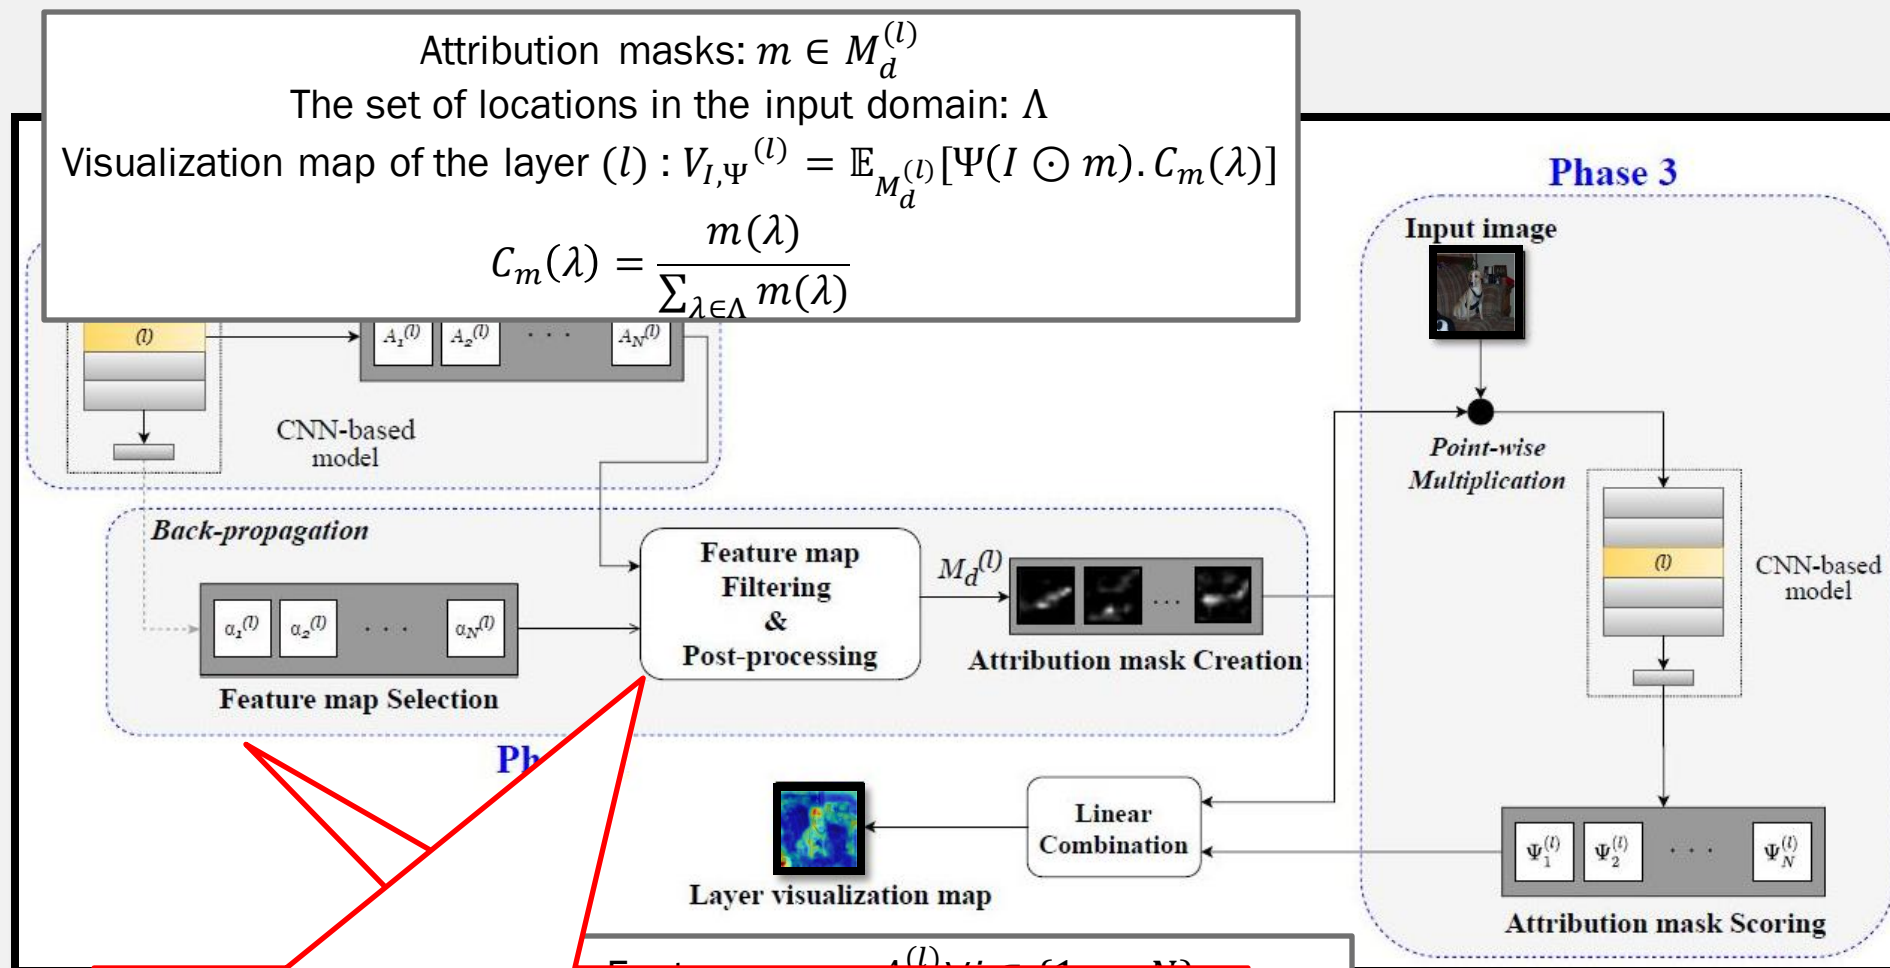 Attribution masks: m ∈ M_d^(l)
The set of locations in the input domain: Λ
Visualization map of the layer (l) : V_{I,Ψ}^(l) = 𝔼_{M_d^(l)}[Ψ(I ⊙ m). C_m(λ)]
C_m(λ) = m(λ) / ∑_{λ∈Λ} m(λ)
Phase 3
Input image
(l)
A_1^(l) A_2^(l) · · · A_N^(l)
CNN-based
model
Point-wise
Multiplication
Back-propagation
Feature map
Filtering
&
Post-processing
M_d^(l)
...
Attribution mask Creation
α_1^(l) α_2^(l) · · · α_N^(l)
Feature map Selection
(l)
CNN-based
model
Linear
Combination
Layer visualization map
Ψ_1^(l) Ψ_2^(l) · · · Ψ_N^(l)
Attribution mask Scoring